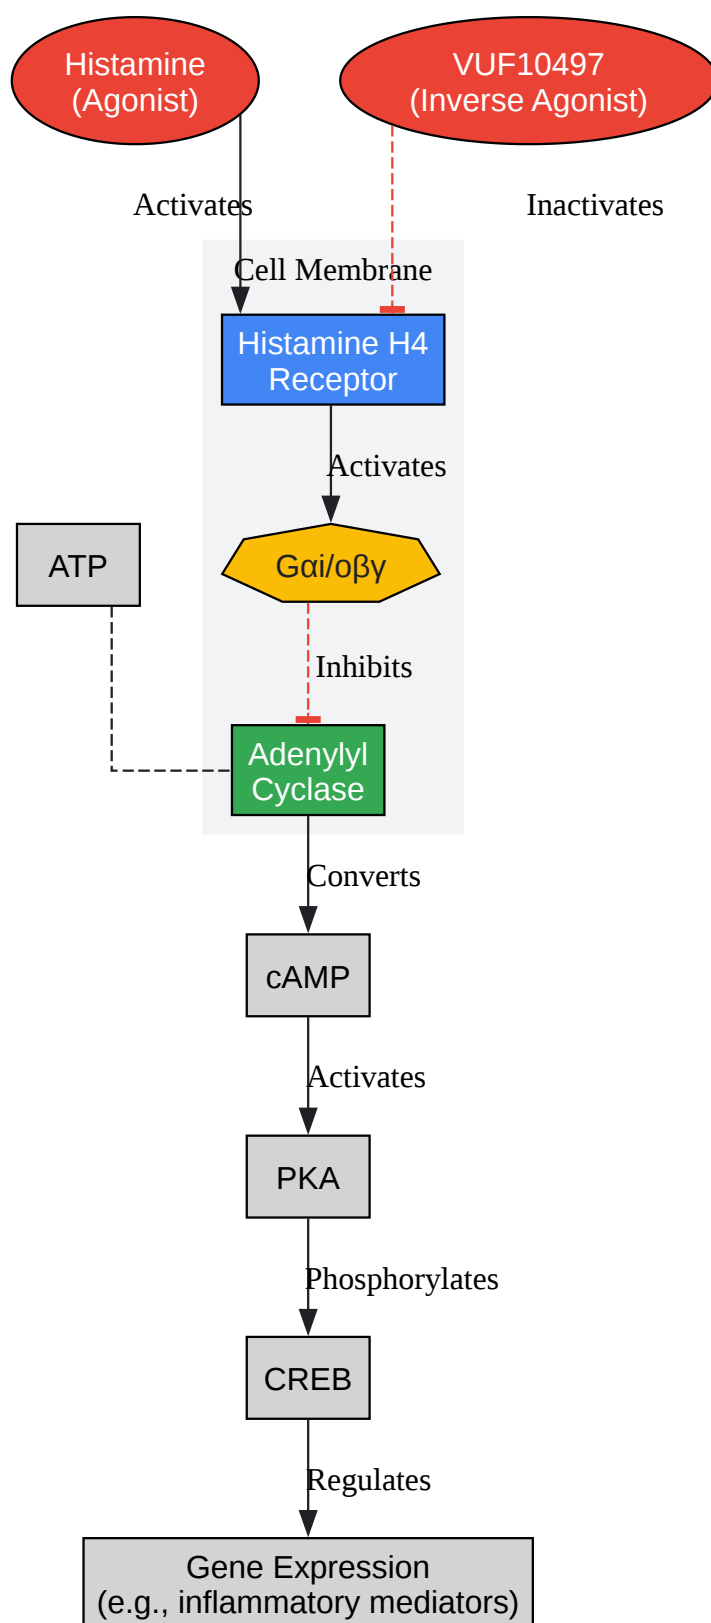 Histamine
(Agonist)
VUF10497
(Inverse Agonist)
Activates
Inactivates
Cell Membrane
Histamine H4
Receptor
Activates
ATP
Gαi/oβγ
Inhibits
Adenylyl
Cyclase
Converts
cAMP
Activates
PKA
Phosphorylates
CREB
Regulates
Gene Expression
(e.g., inflammatory mediators)